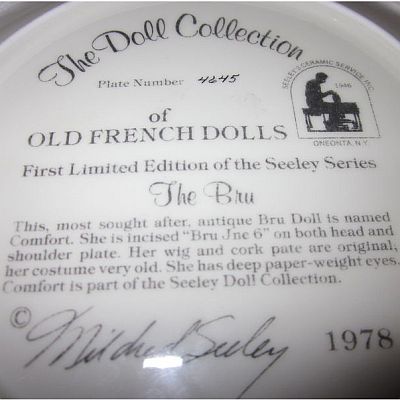 The Doll Collection
Plate Number 4245
SEELEY'S CERAMIC SERVICE INC.
1946
ONEONTA, N.Y.
of
OLD FRENCH DOLLS
First Limited Edition of the Seeley Series
The Bru
This, most sought after, antique Bru Doll is named
Comfort. She is incised "Bru Jne 6" on both head and
shoulder plate. Her wig and cork pate are original;
her costume very old. She has deep paper-weight eyes.
Comfort is part of the Seeley Doll Collection.
© Mildred Seeley 1978